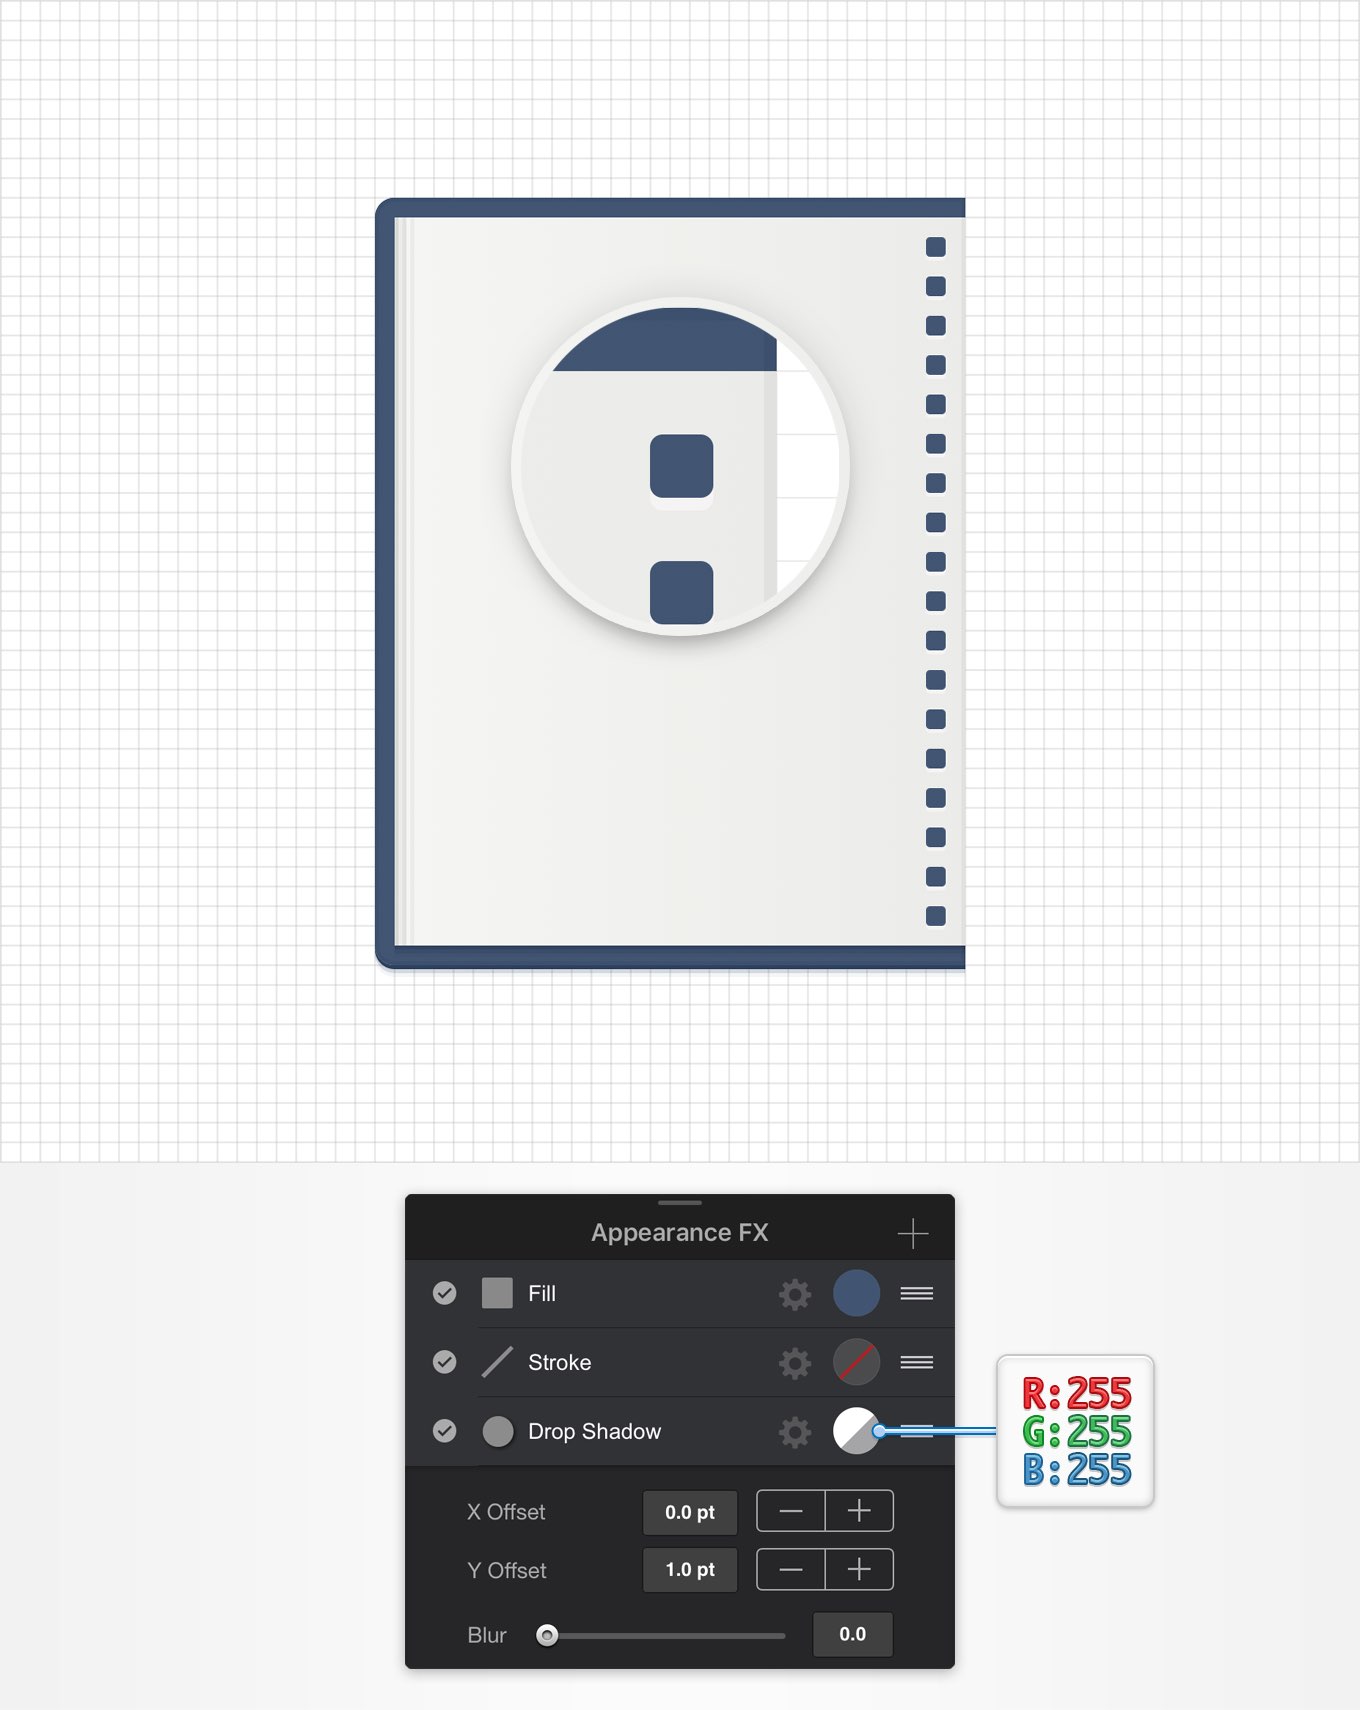 Appearance FX
Fill
Stroke
Drop Shadow
R:255
G:255
B:255
X Offset 0.0 pt
Y Offset 1.0 pt
Blur 0.0